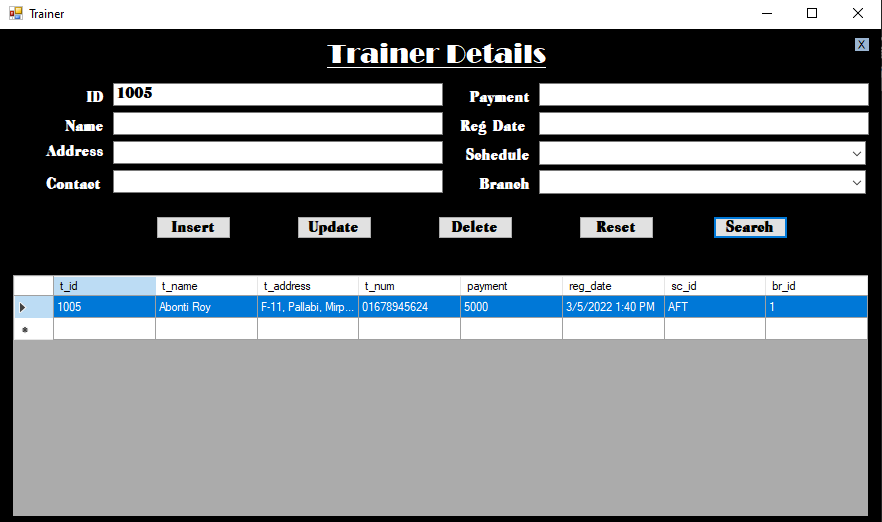 Trainer
Trainer Details
X
ID 1005 Payment
Name Reg Date
Address Schedule
Contact Branch
Insert Update Delete Reset Search
t_id t_name t_address t_num payment reg_date sc_id br_id
1005 Abonti Roy F-11, Pallabi, Mirp... 01678945624 5000 3/5/2022 1:40 PM AFT 1